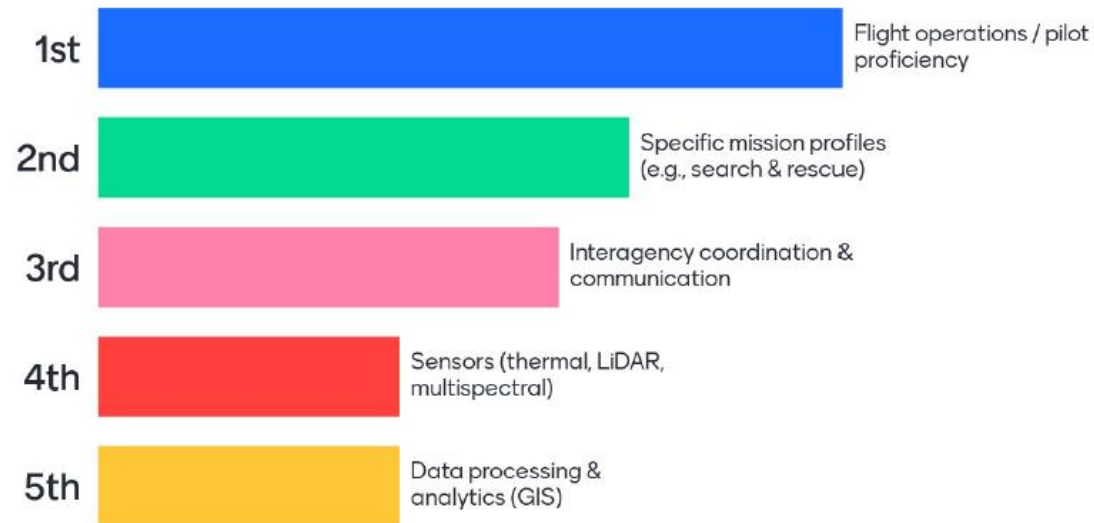 1st
Flight operations / pilot
proficiency
2nd
Specific mission profiles
(e.g., search & rescue)
3rd
Interagency coordination &
communication
4th
Sensors (thermal, LiDAR,
multispectral)
5th
Data processing &
analytics (GIS)